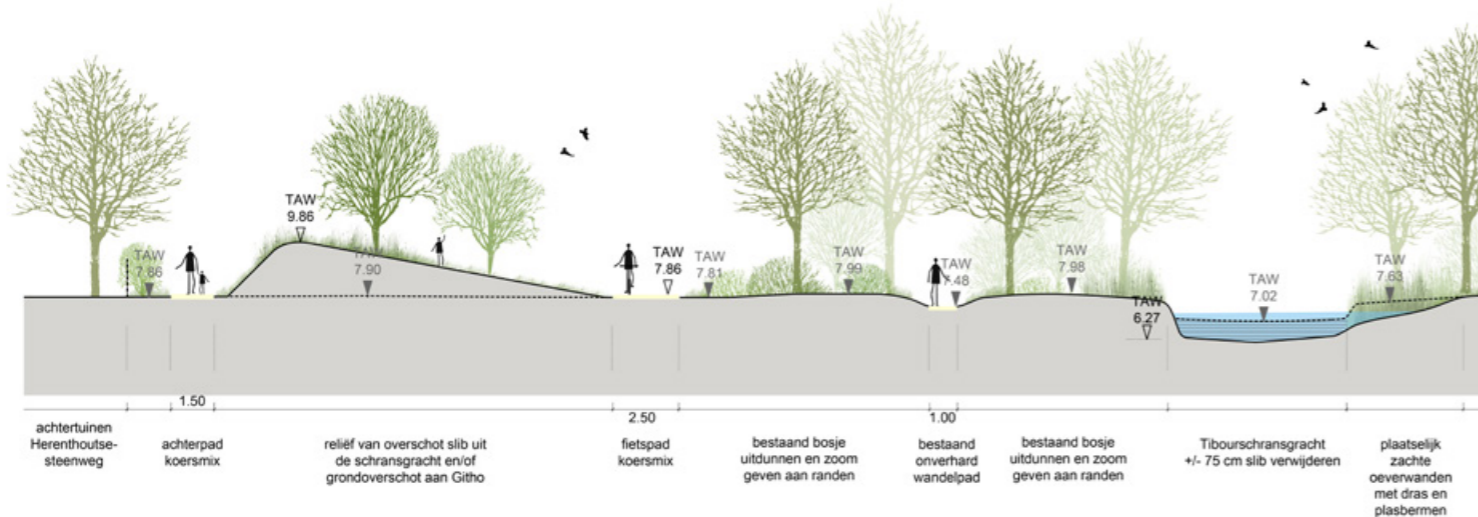 TAW
9.86
TAW
7.86
TAW
7.90
TAW
7.86
TAW
7.81
TAW
7.99
TAW
7.48
TAW
7.98
TAW
6.27
TAW
7.02
TAW
7.63
1.50
2.50
1.00
achtertuinen
Herenthoutse-
steenweg
achterpad
koersmix
reliëf van overschot slib uit
de schransgracht en/of
grondoverschot aan Githo
fietspad
koersmix
bestaand bosje
uitdunnen en zoom
geven aan randen
bestaand
onverhard
wandelpad
bestaand bosje
uitdunnen en zoom
geven aan randen
Tibourschransgracht
+/- 75 cm slib verwijderen
plaatselijk
zachte
oeverwanden
met dras en
plasbermen